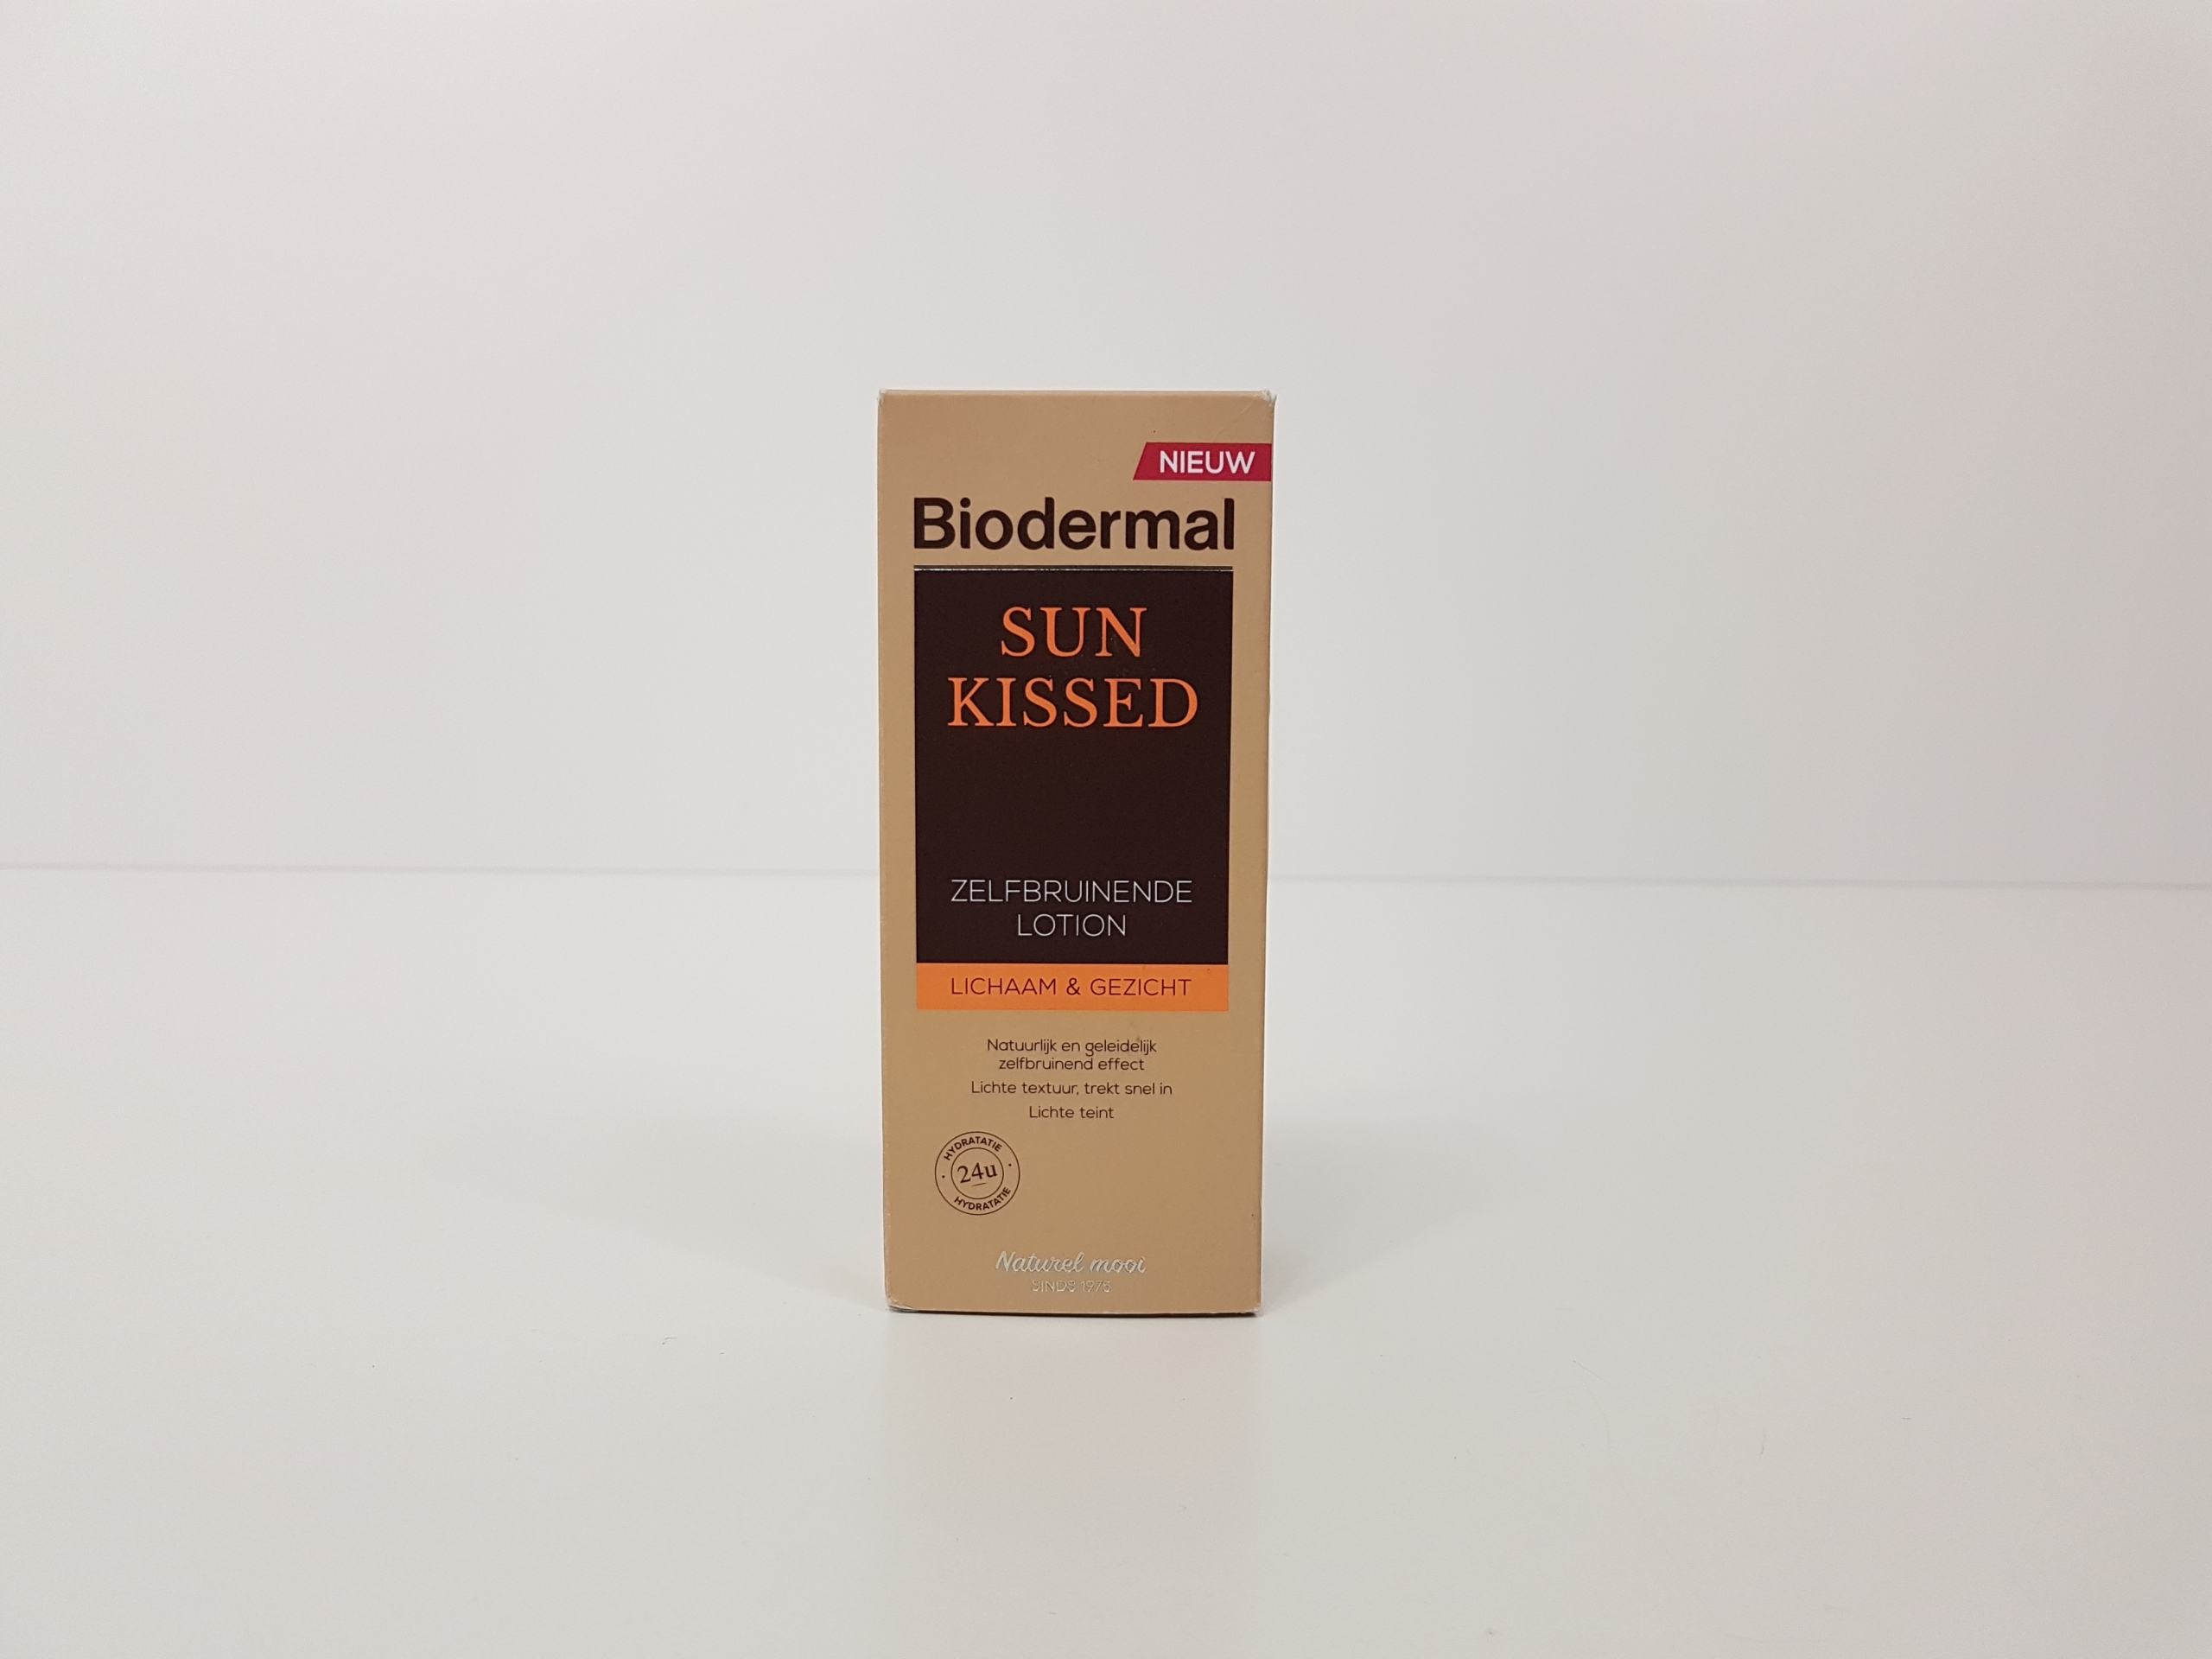 NIEUW
Biodermal
SUN
KISSED
ZELFBRUINENDE
LOTION
LICHAAM & GEZICHT
Natuurlijk en geleidelijk
zelfbruinend effect
Lichte textuur, trekt snel in
Lichte teint
HYDRATATIE
24u
HYDRATATIE
Naturel mooi
SINDS 1975